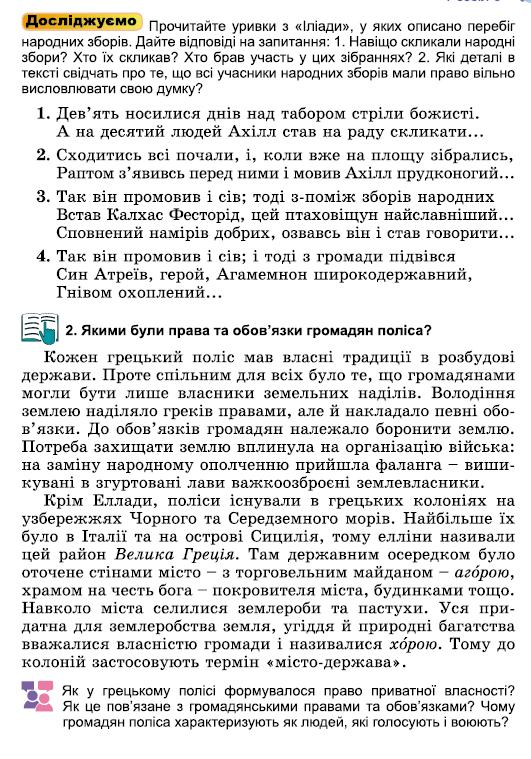 Досліджуємо Прочитайте уривки з «Іліади», у яких описано перебіг
народних зборів. Дайте відповіді на запитання: 1. Навіщо скликали народні
збори? Хто їх скликав? Хто брав участь у цих зібраннях? 2. Які деталі в
тексті свідчать про те, що всі учасники народних зборів мали право вільно
висловлювати свою думку?
1. Дев’ять носилися днів над табором стріли божисті.
А на десятий людей Ахілл став на раду скликати...
2. Сходитись всі почали, і, коли вже на площу зібрались,
Раптом з’явивсь перед ними і мовив Ахілл прудконогий...
3. Так він промовив і сів; тоді з-поміж зборів народних
Встав Калхас Фесторід, цей птаховіщун найславніший...
Сповнений намірів добрих, озвавсь він і став говорити...
4. Так він промовив і сів; і тоді з громади підвівся
Син Атреїв, герой, Агамемнон широкодержавний,
Гнівом охоплений...
2. Якими були права та обов’язки громадян поліса?
Кожен грецький поліс мав власні традиції в розбудові
держави. Проте спільним для всіх було те, що громадянами
могли бути лише власники земельних наділів. Володіння
землею наділяло греків правами, але й накладало певні обо-
в’язки. До обов’язків громадян належало боронити землю.
Потреба захищати землю вплинула на організацію війська:
на заміну народному ополченню прийшла фаланга – виши-
кувані в згуртовані лави важкоозброєні землевласники.
Крім Еллади, поліси існували в грецьких колоніях на
узбережжях Чорного та Середземного морів. Найбільше їх
було в Італії та на острові Сицилія, тому елліни називали
цей район Велика Греція. Там державним осередком було
оточене стінами місто – з торговельним майданом – аго́рою,
храмом на честь бога – покровителя міста, будинками тощо.
Навколо міста селилися землероби та пастухи. Уся при-
датна для землеробства земля, угіддя й природні багатства
вважалися власністю громади і називалися хо́рою. Тому до
колоній застосовують термін «місто-держава».
Як у грецькому полісі формувалося право приватної власності?
Як це пов’язане з громадянськими правами та обов’язками? Чому
громадян поліса характеризують як людей, які голосують і воюють?